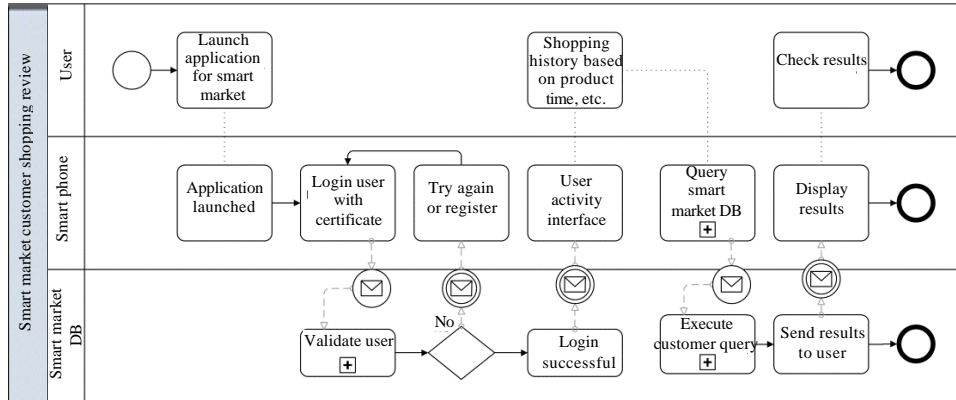 Smart market customer shopping review
User
Launch
application
for smart
market
Shopping
history based
on product
time, etc.
Check results
Smart phone
Application
launched
Login user
with
certificate
Try again
or register
User
activity
interface
Query
smart
market DB
Display
results
Smart market
DB
Validate user
No
Login
successful
Execute
customer query
Send results
to user